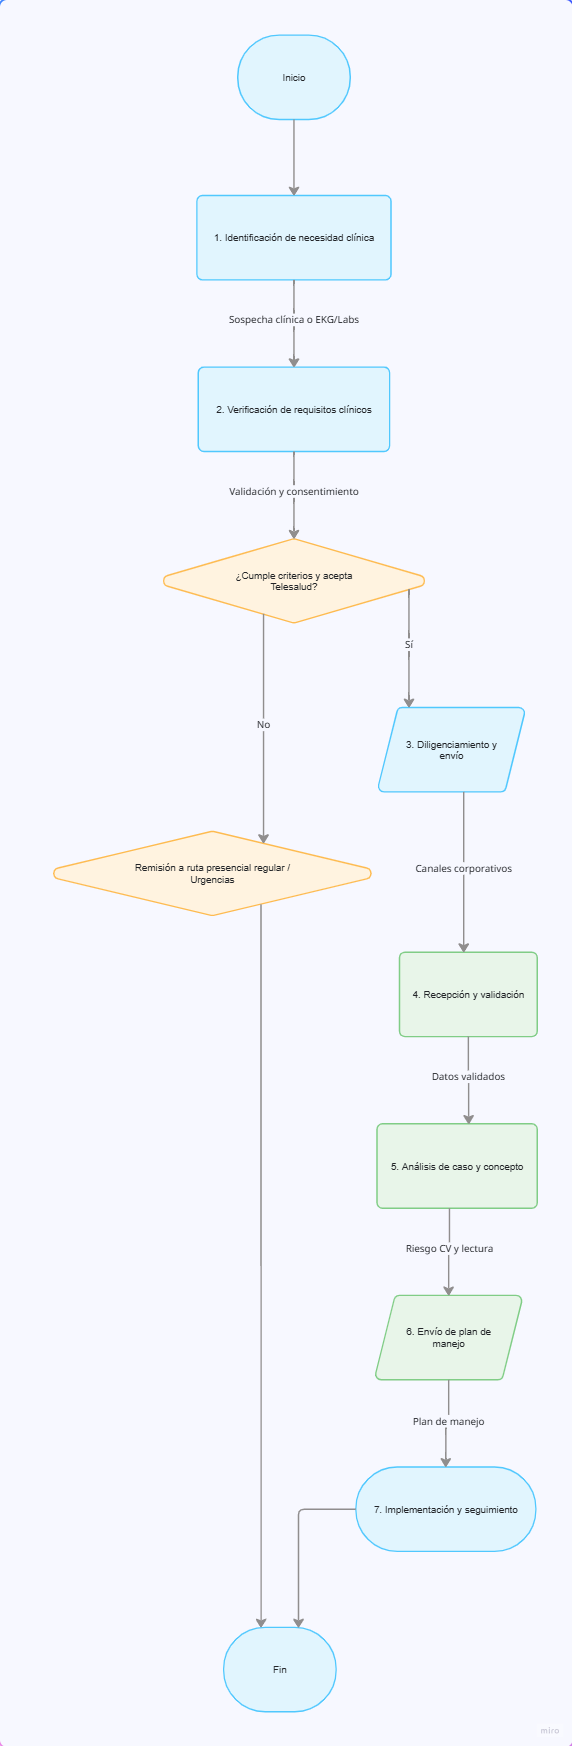 Inicio
1. Identificación de necesidad clínica
Sospecha clínica o EKG/Labs
2. Verificación de requisitos clínicos
Validación y consentimiento
¿Cumple criterios y acepta
Telesalud?
Sí
No
3. Diligenciamiento y
envío
Canales corporativos
Remisión a ruta presencial regular /
Urgencias
4. Recepción y validación
Datos validados
5. Análisis de caso y concepto
Riesgo CV y lectura
6. Envío de plan de
manejo
Plan de manejo
7. Implementación y seguimiento
Fin
miro